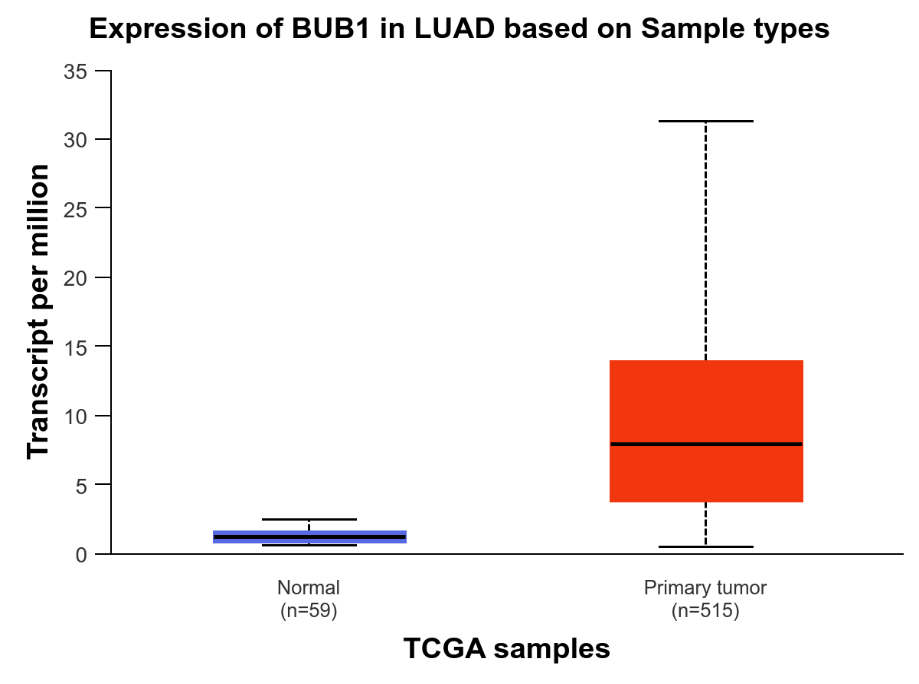 Expression of BUB1 in LUAD based on Sample types
Transcript per million
35
30
25
20
15
10
5
0
Normal
(n=59)
Primary tumor
(n=515)
TCGA samples